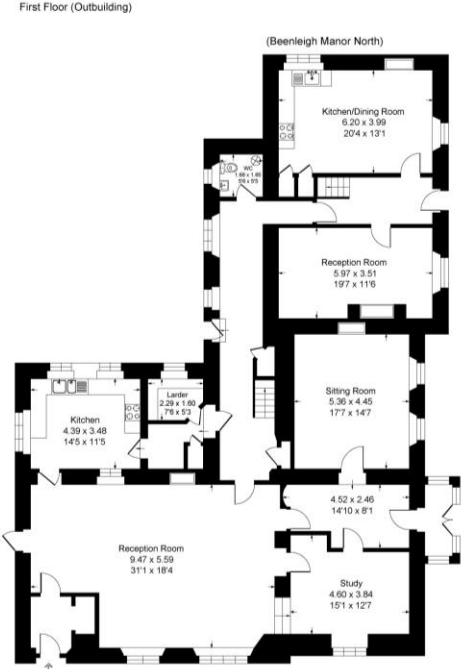 First Floor (Outbuilding)
(Beenleigh Manor North)
Kitchen/Dining Room
6.20 x 3.99
20'4 x 13'1
WC
1.68 x 1.65
5'6 x 5'5
Reception Room
5.97 x 3.51
19'7 x 11'6
Sitting Room
5.36 x 4.45
17'7 x 14'7
Larder
2.29 x 1.60
7'6 x 5'3
Kitchen
4.39 x 3.48
14'5 x 11'5
4.52 x 2.46
14'10 x 8'1
Reception Room
9.47 x 5.59
31'1 x 18'4
Study
4.60 x 3.84
15'1 x 12'7